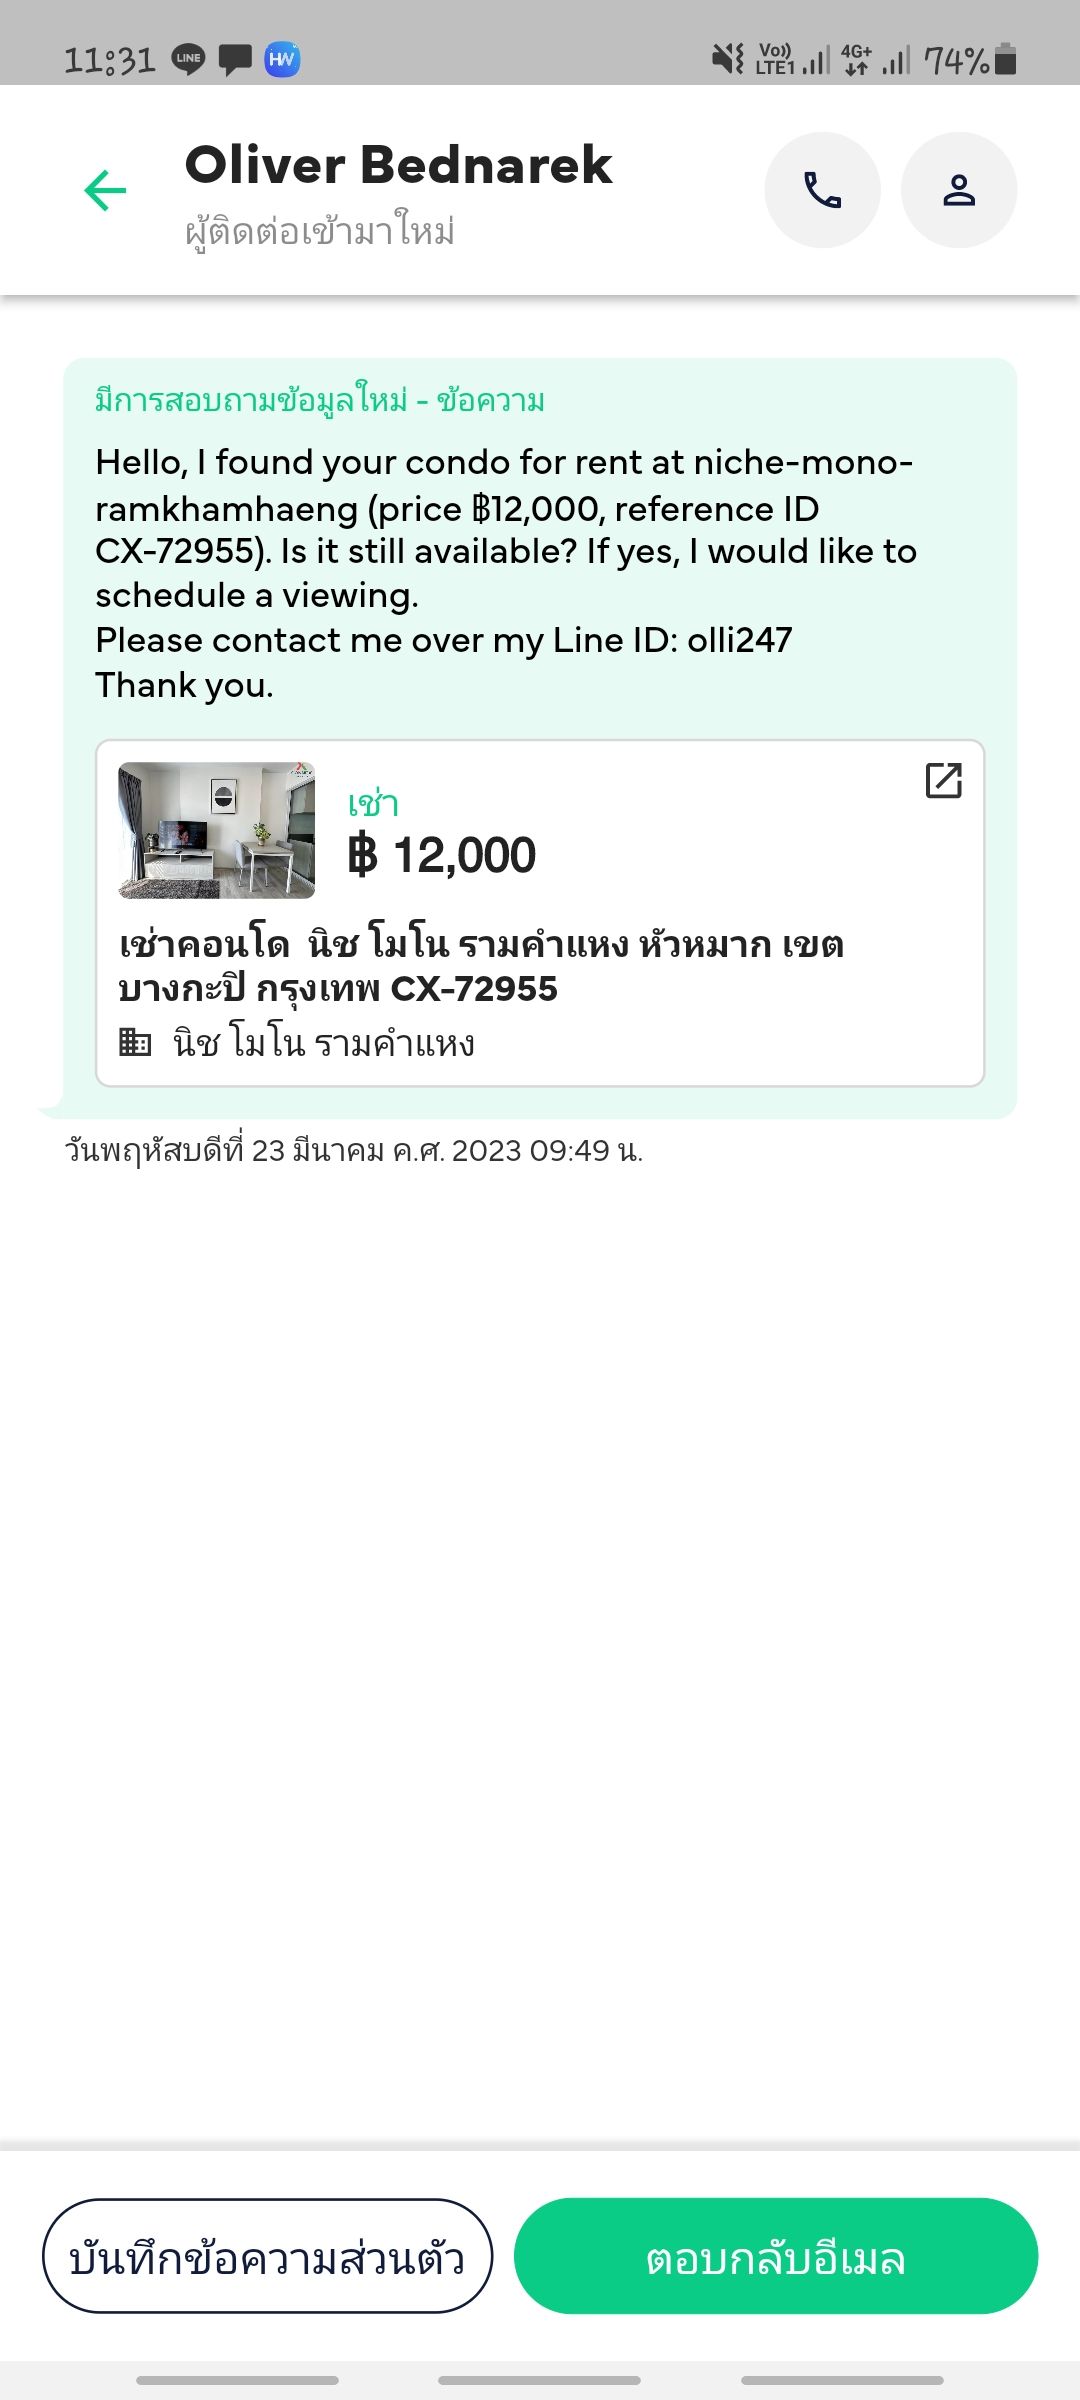 11:31 LINE HW Vo)) LTE1 4G+ 74%
Oliver Bednarek
ผู้ติดต่อเข้ามาใหม่
มีการสอบถามข้อมูลใหม่ - ข้อความ
Hello, I found your condo for rent at niche-mono-
ramkhamhaeng (price ฿12,000, reference ID
CX-72955). Is it still available? If yes, I would like to
schedule a viewing.
Please contact me over my Line ID: olli247
Thank you.
เช่า
฿ 12,000
เช่าคอนโด นิช โมโน รามคำแหง หัวหมาก เขต
บางกะปิ กรุงเทพ CX-72955
นิช โมโน รามคำแหง
วันพฤหัสบดีที่ 23 มีนาคม ค.ศ. 2023 09:49 น.
บันทึกข้อความส่วนตัว
ตอบกลับอีเมล